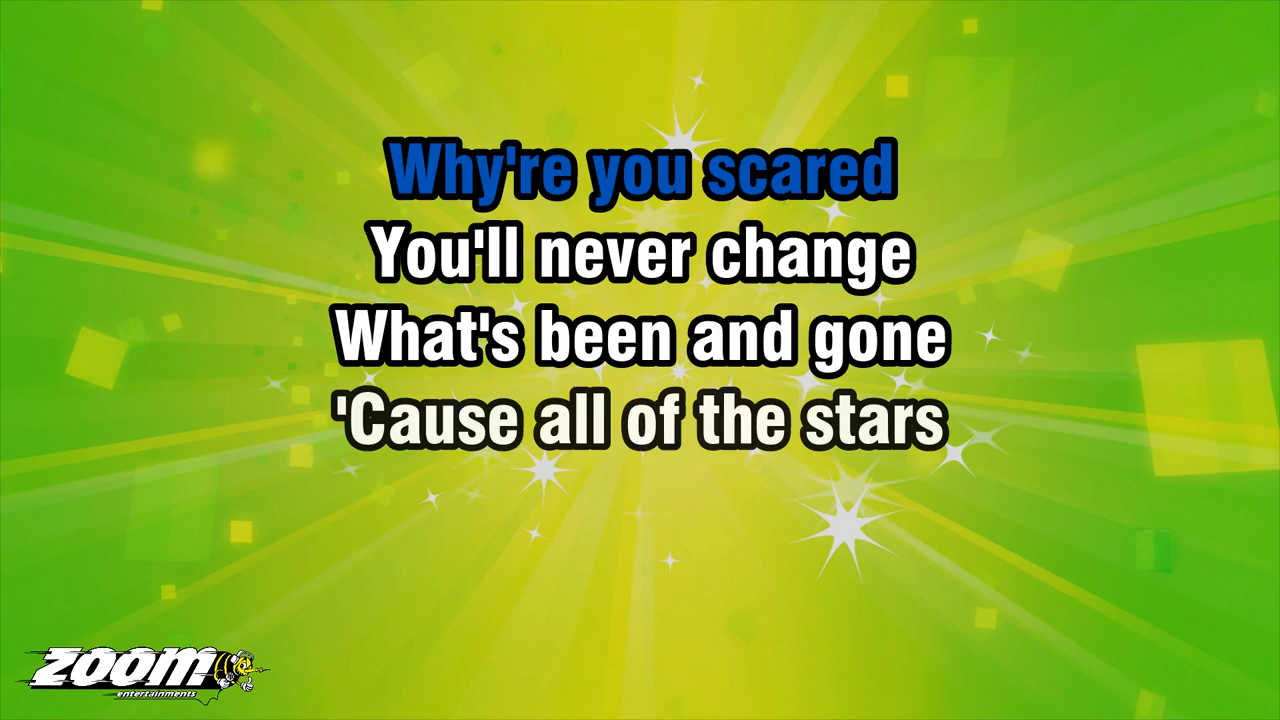 Why're you scared
You'll never change
What's been and gone
'Cause all of the stars
ZOOM
entertainments